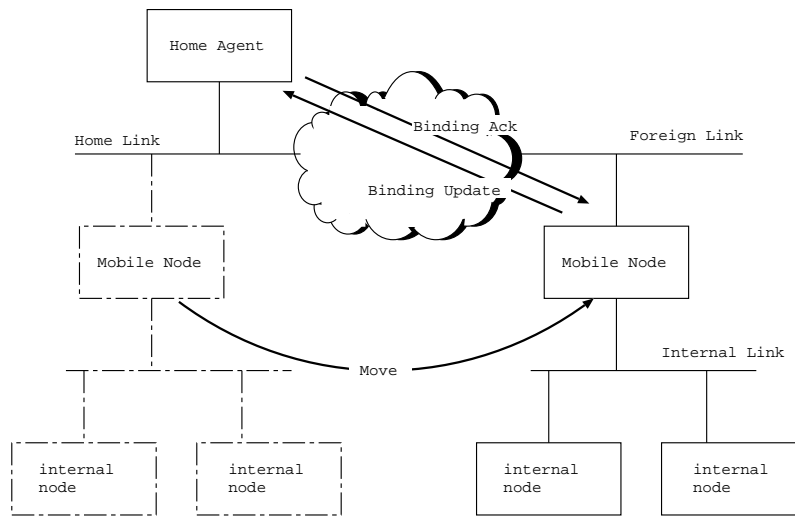 Home Agent
Binding Ack
Home Link
Foreign Link
Binding Update
Mobile Node
Mobile Node
Internal Link
Move
internal
node
internal
node
internal
node
internal
node